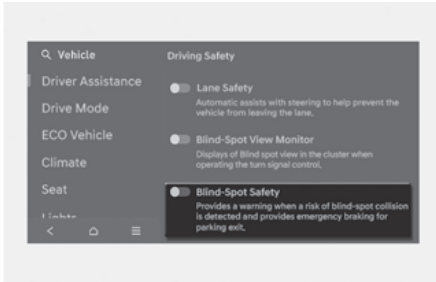 Vehicle
Driver Assistance
Drive Mode
ECO Vehicle
Climate
Seat
Lights
Driving Safety
Lane Safety
Automatic assists with steering to help prevent the
vehicle from leaving the lane.
Blind-Spot View Monitor
Displays of Blind spot view in the cluster when
operating the turn signal control.
Blind-Spot Safety
Provides a warning when a risk of blind-spot collision
is detected and provides emergency braking for
parking exit.